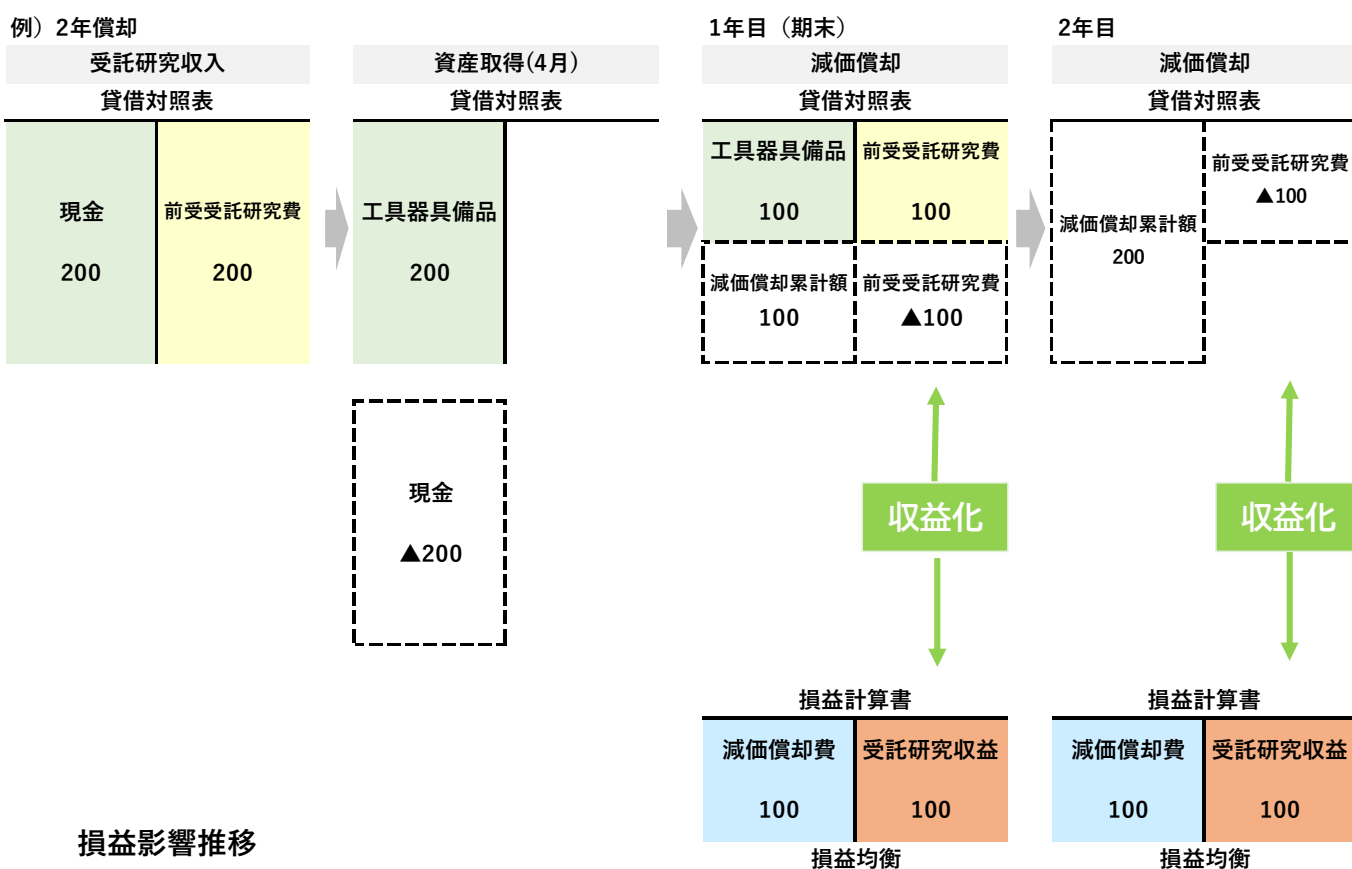 例）2年償却
1年目（期末）
2年目
受託研究収入
資産取得(4月)
減価償却
減価償却
貸借対照表
貸借対照表
貸借対照表
貸借対照表
現金
200
前受受託研究費
200
工具器具備品
200
現金
▲200
工具器具備品
100
前受受託研究費
100
減価償却累計額
100
前受受託研究費
▲100
減価償却累計額
200
前受受託研究費
▲100
収益化
収益化
損益計算書
損益計算書
減価償却費
100
受託研究収益
100
減価償却費
100
受託研究収益
100
損益影響推移
損益均衡
損益均衡